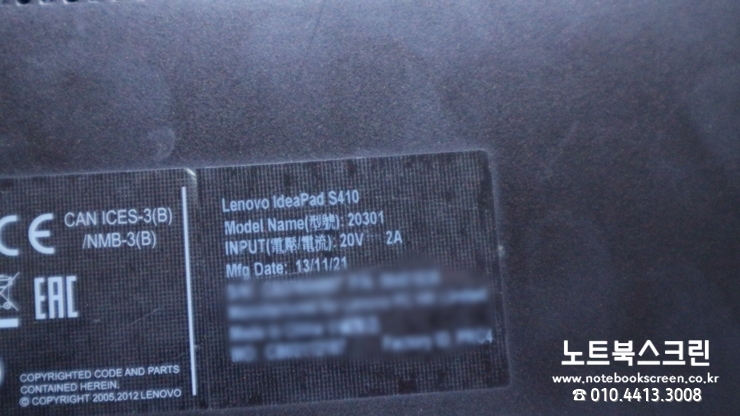 CE CAN ICES-3(B)
/NMB-3(B)
EAC
COPYRIGHTED CODE AND PARTS
CONTAINED HEREIN.
© COPYRIGHT 2005,2012 LENOVO
Lenovo IdeaPad S410
Model Name(型號): 20301
INPUT(電壓/電流): 20V 2A
Mfg Date: 13/11/21
노트북스크린
www.notebookscreen.co.kr
☎ 010.4413.3008